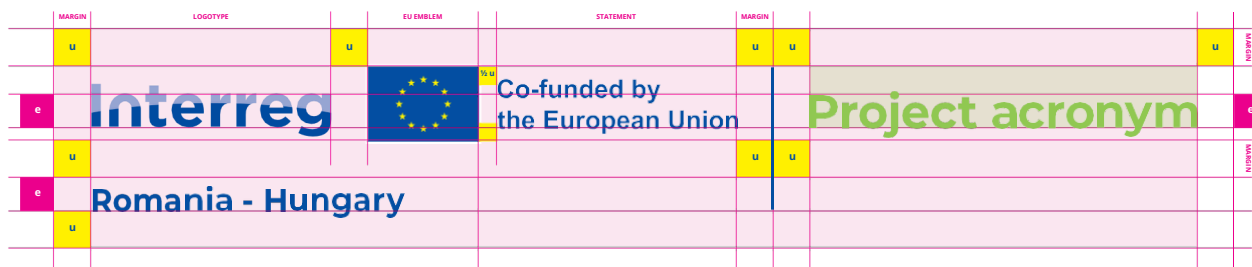 MARGIN LOGOTYPE EU EMBLEM STATEMENT MARGIN
u u u u u MARGIN
½ u
Interreg Co-funded by
the European Union Project acronym
e e
u u u MARGIN
e Romania - Hungary
u